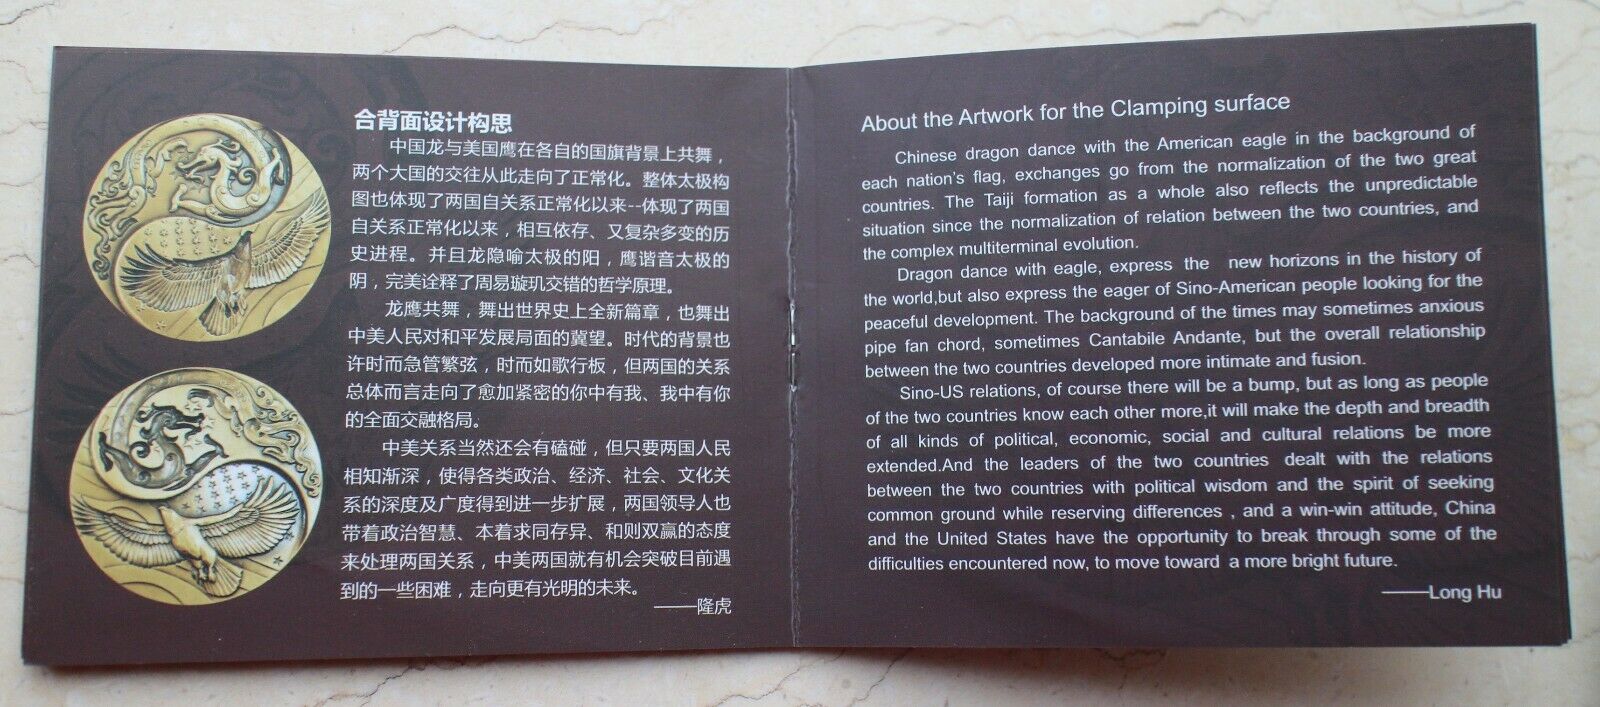 合背面设计构思
中国龙与美国鹰在各自的国旗背景上共舞，
两个大国的交往从此走向了正常化。整体太极构
图也体现了两国自关系正常化以来--体现了两国
自关系正常化以来，相互依存、又复杂多变的历
史进程。并且龙隐喻太极的阳，鹰谐音太极的
阴，完美诠释了周易璇玑交错的哲学原理。
龙鹰共舞，舞出世界史上全新篇章，也舞出
中美人民对和平发展局面的冀望。时代的背景也
许时而急管繁弦，时而如歌行板，但两国的关系
总体而言走向了愈加紧密的你中有我、我中有你
的全面交融格局。
中美关系当然还会有磕碰，但只要两国人民
相知渐深，使得各类政治、经济、社会、文化关
系的深度及广度得到进一步扩展，两国领导人也
带着政治智慧、本着求同存异、和则双赢的态度
来处理两国关系，中美两国就有机会突破目前遇
到的一些困难，走向更有光明的未来。
——隆虎
About the Artwork for the Clamping surface
Chinese dragon dance with the American eagle in the background of
each nation's flag, exchanges go from the normalization of the two great
countries. The Taiji formation as a whole also reflects the unpredictable
situation since the normalization of relation between the two countries, and
the complex multiterminal evolution.
Dragon dance with eagle, express the new horizons in the history of
the world,but also express the eager of Sino-American people looking for the
peaceful development. The background of the times may sometimes anxious
pipe fan chord, sometimes Cantabile Andante, but the overall relationship
between the two countries developed more intimate and fusion.
Sino-US relations, of course there will be a bump, but as long as people
of the two countries know each other more,it will make the depth and breadth
of all kinds of political, economic, social and cultural relations be more
extended.And the leaders of the two countries dealt with the relations
between the two countries with political wisdom and the spirit of seeking
common ground while reserving differences , and a win-win attitude, China
and the United States have the opportunity to break through some of the
difficulties encountered now, to move toward a more bright future.
——Long Hu